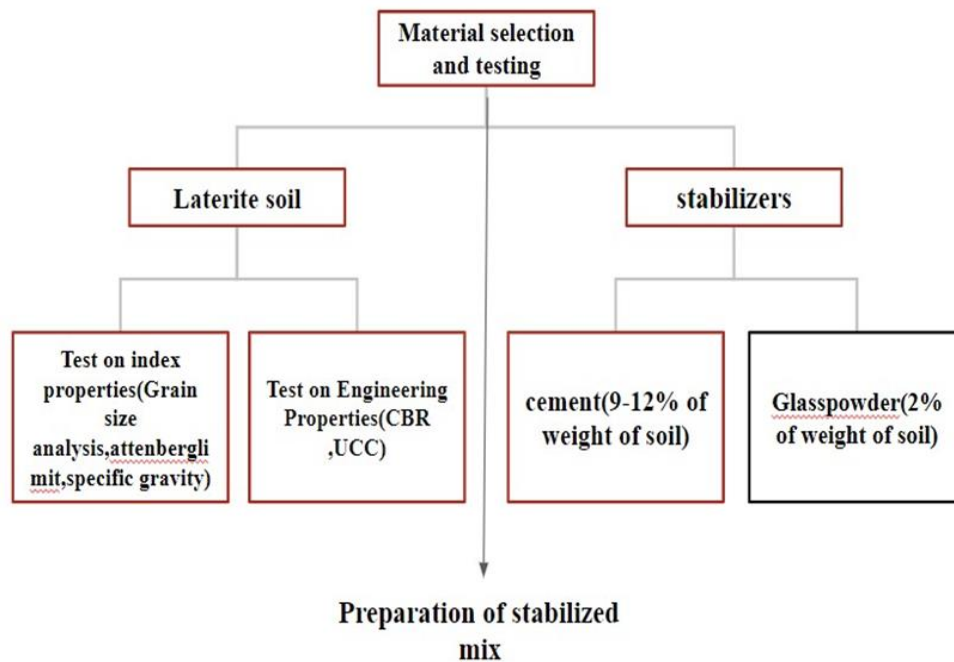 Material selection
and testing
Laterite soil
stabilizers
Test on index
properties(Grain
size
analysis,attenbergli
mit,specific gravity)
Test on Engineering
Properties(CBR
,UCC)
cement(9-12% of
weight of soil)
Glasspowder(2%
of weight of soil)
Preparation of stabilized
mix